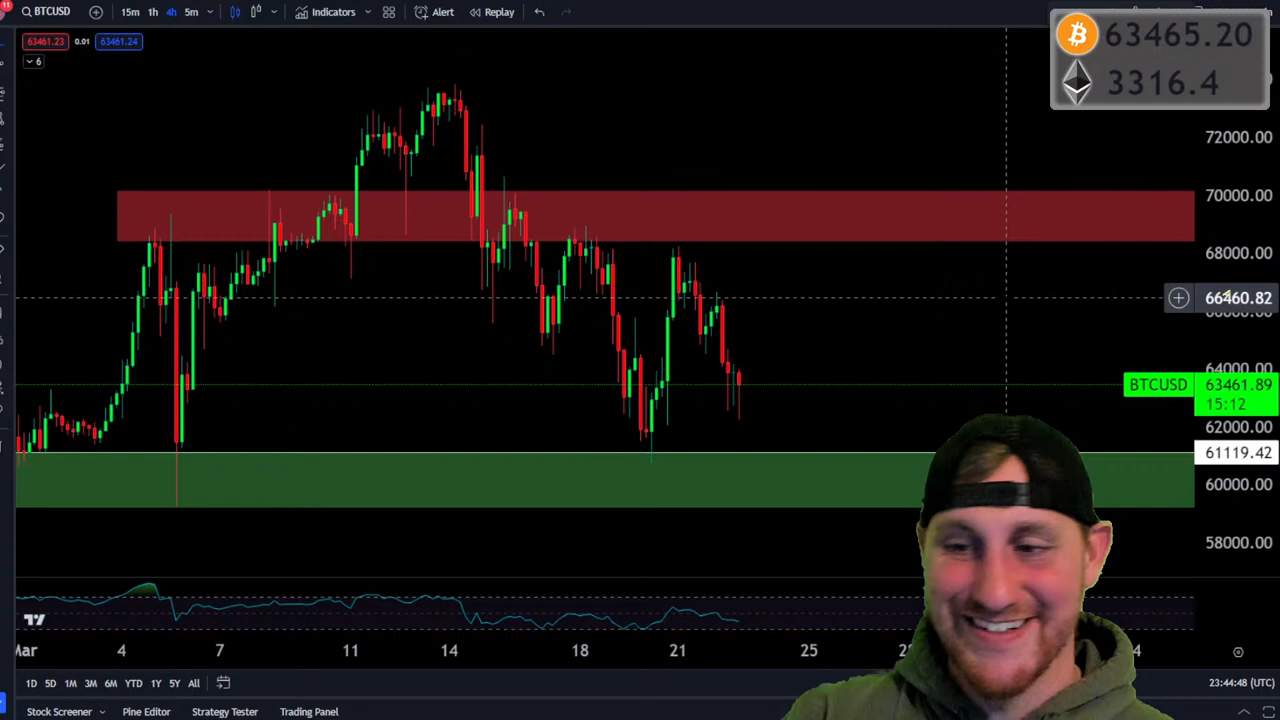 11
BTCUSD
15m 1h 4h 5m
Indicators
Alert
Replay
63461.23 0.01 63461.24
6
63465.20
3316.4
72000.00
70000.00
68000.00
66460.82
66000.00
64000.00
BTCUSD 63461.89
15:12
62000.00
61119.42
60000.00
58000.00
Mar 4 7 11 14 18 21 25
1D 5D 1M 3M 6M YTD 1Y 5Y All
23:44:48 (UTC)
Stock Screener Pine Editor Strategy Tester Trading Panel